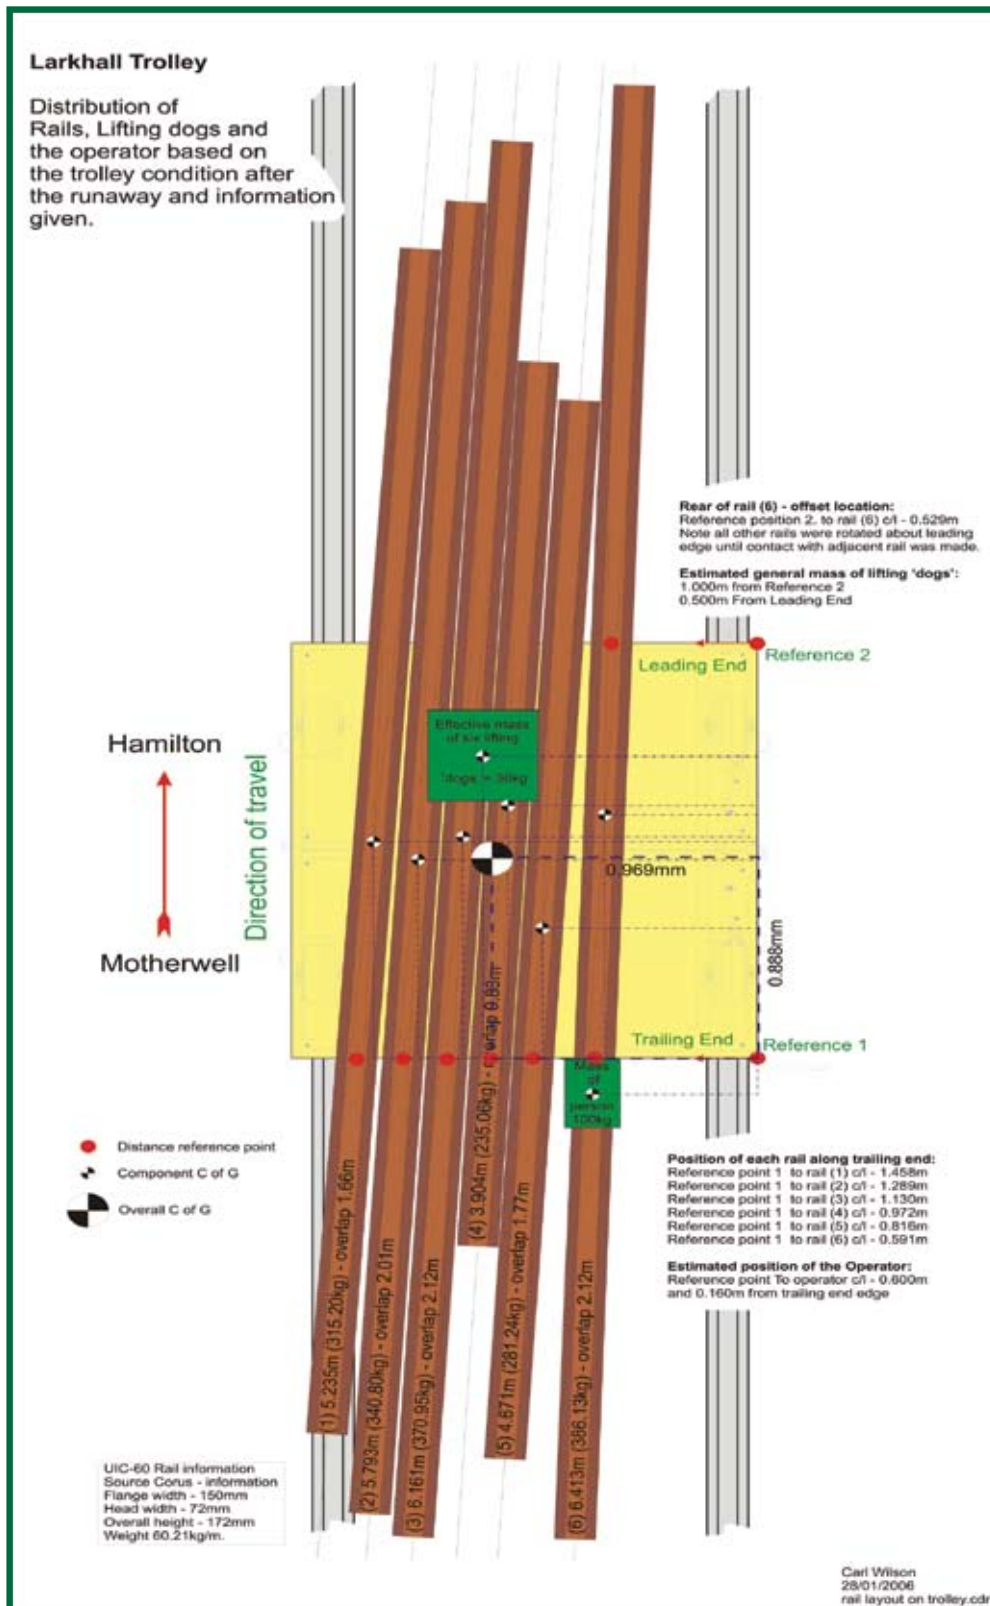 Larkhall Trolley
Distribution of
Rails, Lifting dogs and
the operator based on
the trolley condition after
the runaway and information
given.
Rear of rail (6) - offset location:
Reference position 2, to rail (6) c/l - 0.529m
Note all other rails were rotated about leading
edge until contact with adjacent rail was made.
Estimated general mass of lifting 'dogs':
1.000m from Reference 2
0.500m From Leading End
Leading End
Reference 2
Effective mass
of six lifting
'dogs' = 36kg
Hamilton
Direction of travel
Motherwell
0.969mm
0.888mm
Trailing End
Reference 1
Mass
of
person
100kg
Distance reference point
Component C of G
Overall C of G
(1) 5.235m (315.20kg) - overlap 1.66m
(2) 5.793m (340.80kg) - overlap 2.01m
(3) 6.161m (370.95kg) - overlap 2.12m
(4) 3.904m (235.06kg) - overlap 0.88m
(5) 4.671m (281.24kg) - overlap 1.77m
(6) 6.413m (386.13kg) - overlap 2.12m
Position of each rail along trailing end:
Reference point 1 to rail (1) c/l - 1.458m
Reference point 1 to rail (2) c/l - 1.289m
Reference point 1 to rail (3) c/l - 1.130m
Reference point 1 to rail (4) c/l - 0.972m
Reference point 1 to rail (5) c/l - 0.816m
Reference point 1 to rail (6) c/l - 0.591m
Estimated position of the Operator:
Reference point To operator c/l - 0.600m
and 0.160m from trailing end edge
UIC-60 Rail information
Source Corus - information
Flange width - 150mm
Head width - 72mm
Overall height - 172mm
Weight 60.21kg/m.
Carl Wilson
28/01/2006
rail layout on trolley.cdr